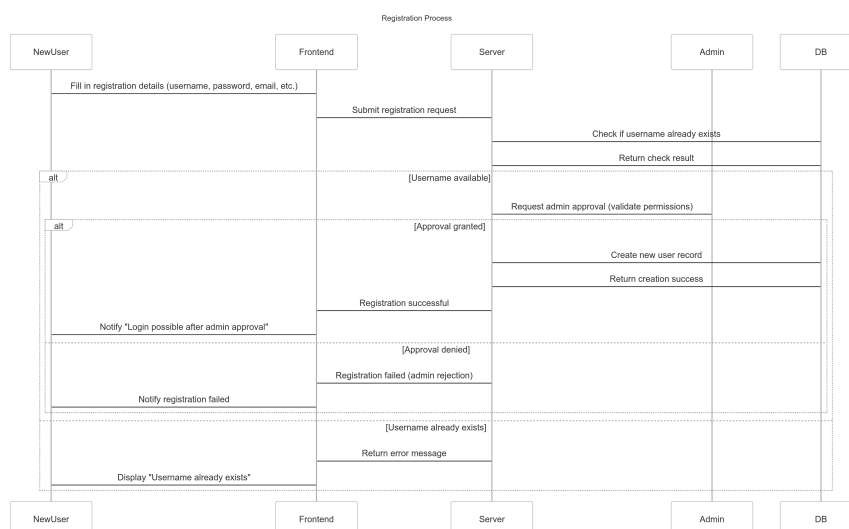 Registration Process
NewUser Frontend Server Admin DB
Fill in registration details (username, password, email, etc.)
Submit registration request
Check if username already exists
Return check result
alt [Username available]
Request admin approval (validate permissions)
alt [Approval granted]
Create new user record
Return creation success
Registration successful
Notify "Login possible after admin approval"
[Approval denied]
Registration failed (admin rejection)
Notify registration failed
[Username already exists]
Return error message
Display "Username already exists"
NewUser Frontend Server Admin DB